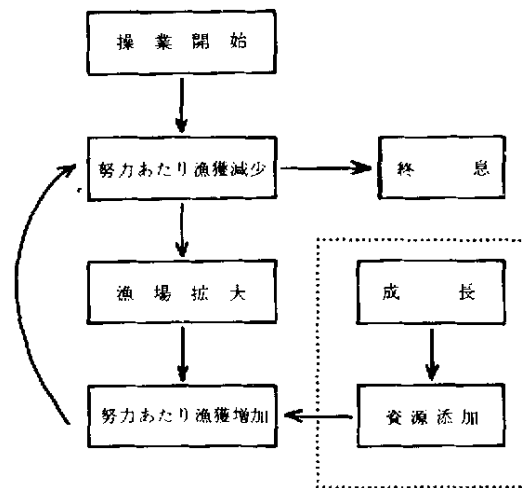 操業開始
努力あたり漁獲減少
終息
漁場拡大
成長
努力あたり漁獲増加
資源添加